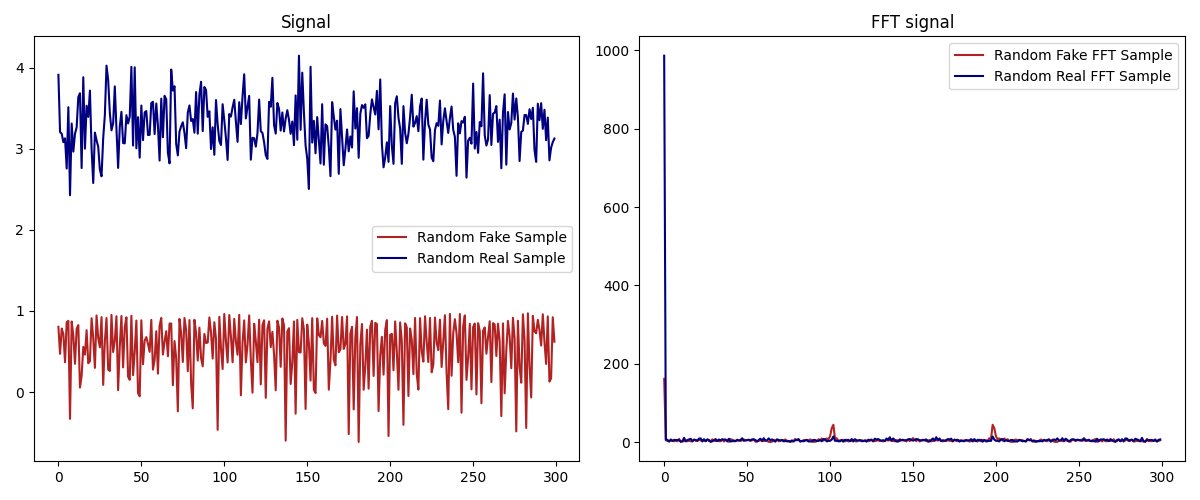 Signal
4
3
2
1
0
0 50 100 150 200 250 300
Random Fake Sample
Random Real Sample
FFT signal
1000
800
600
400
200
0
0 50 100 150 200 250 300
Random Fake FFT Sample
Random Real FFT Sample